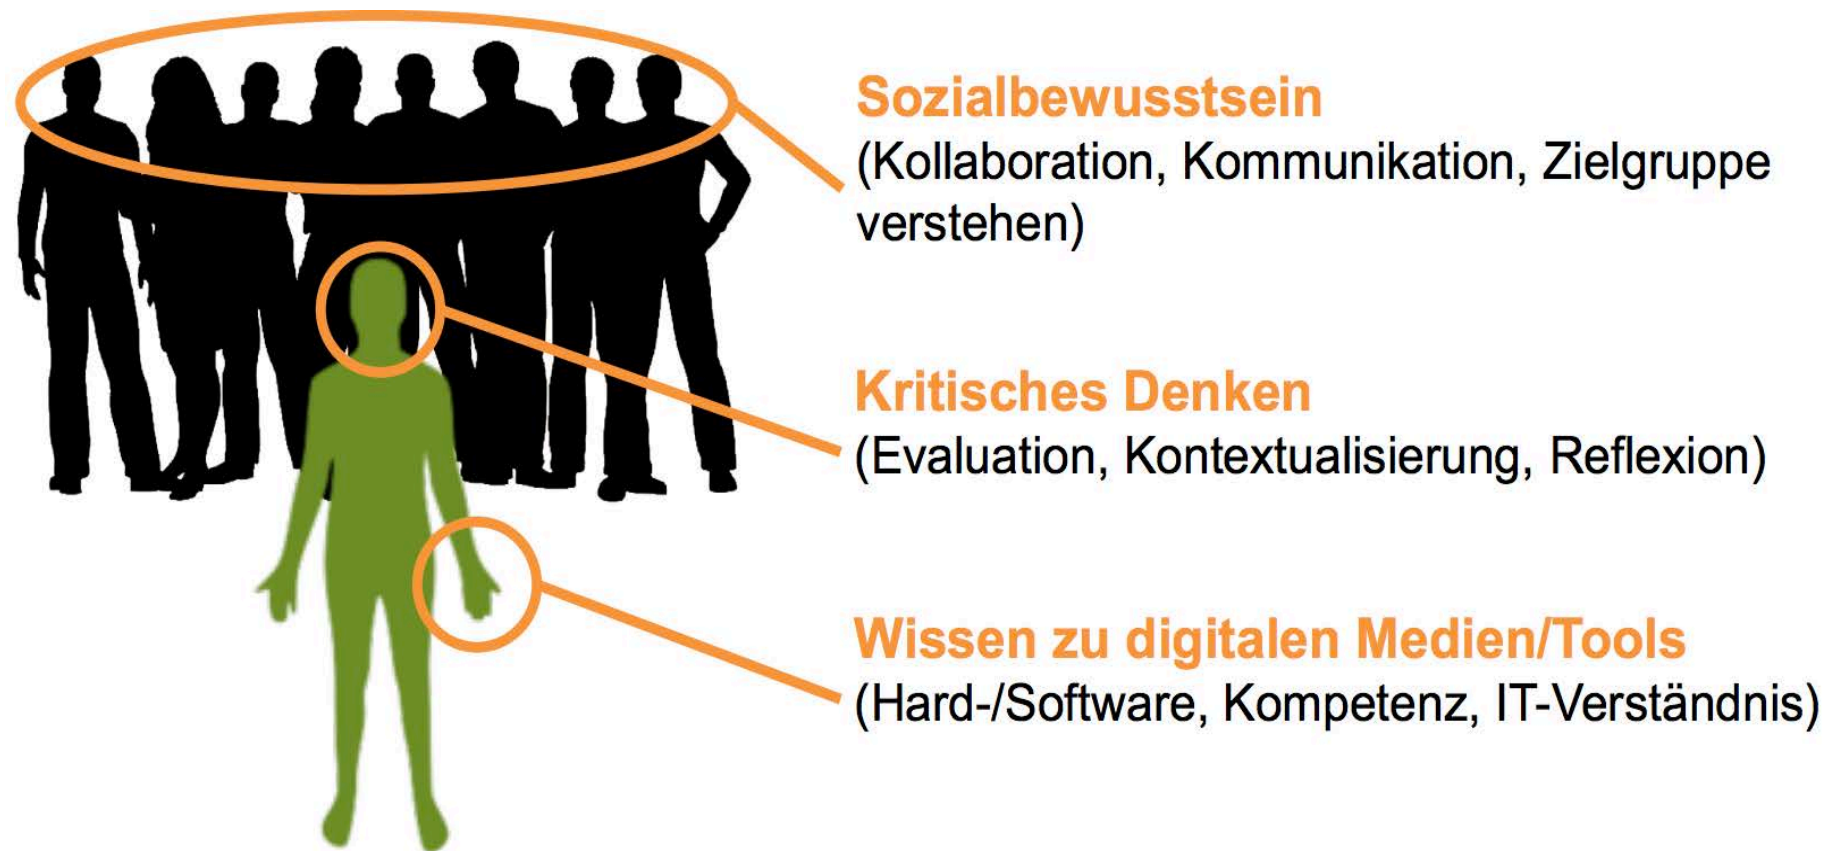 Sozialbewusstsein
(Kollaboration, Kommunikation, Zielgruppe
verstehen)
Kritisches Denken
(Evaluation, Kontextualisierung, Reflexion)
Wissen zu digitalen Medien/Tools
(Hard-/Software, Kompetenz, IT-Verständnis)